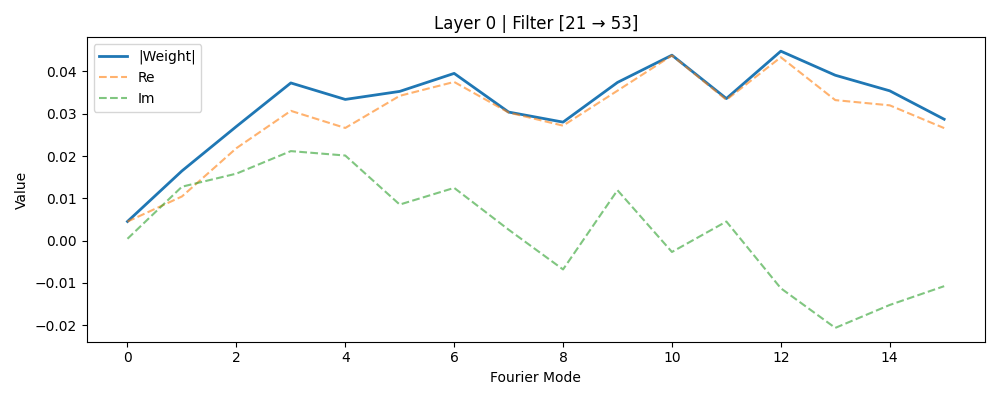 Layer 0 | Filter [21 → 53]
|Weight|
Re
Im
0.04
0.03
0.02
0.01
0.00
−0.01
−0.02
Value
0 2 4 6 8 10 12 14
Fourier Mode